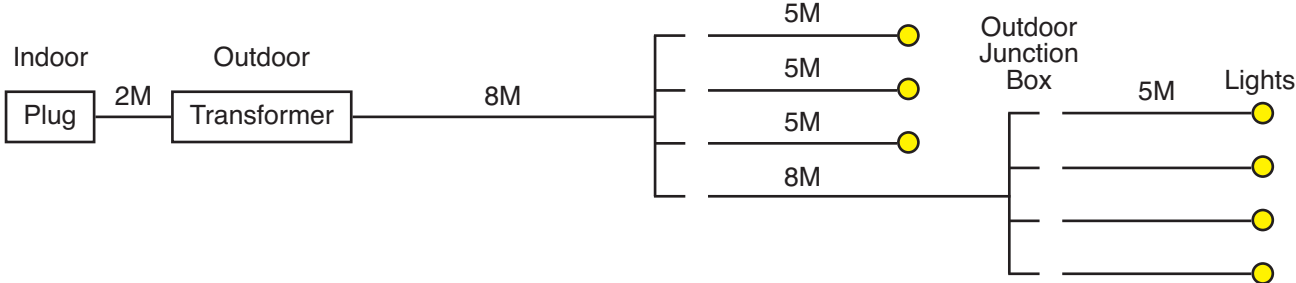 Indoor
Plug
2M
Outdoor
Transformer
8M
5M
5M
5M
8M
Outdoor
Junction
Box
5M
Lights